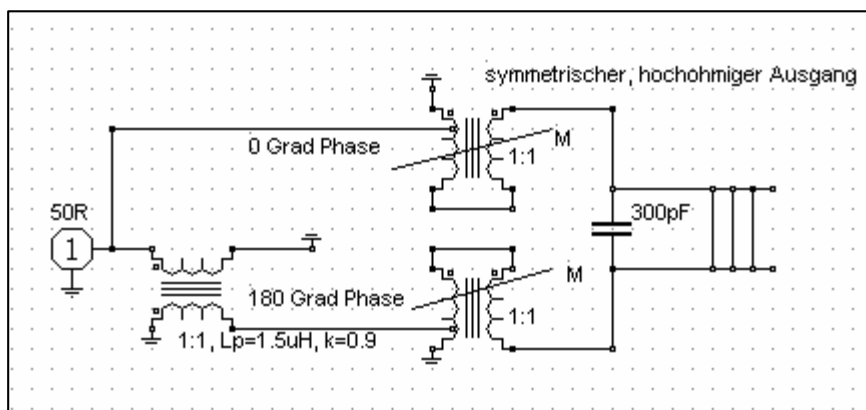 symmetrischer, hochohmiger Ausgang
0 Grad Phase
M
1:1
50R
300pF
1
180 Grad Phase
M
1:1
1:1, Lp=1.5uH, k=0.9